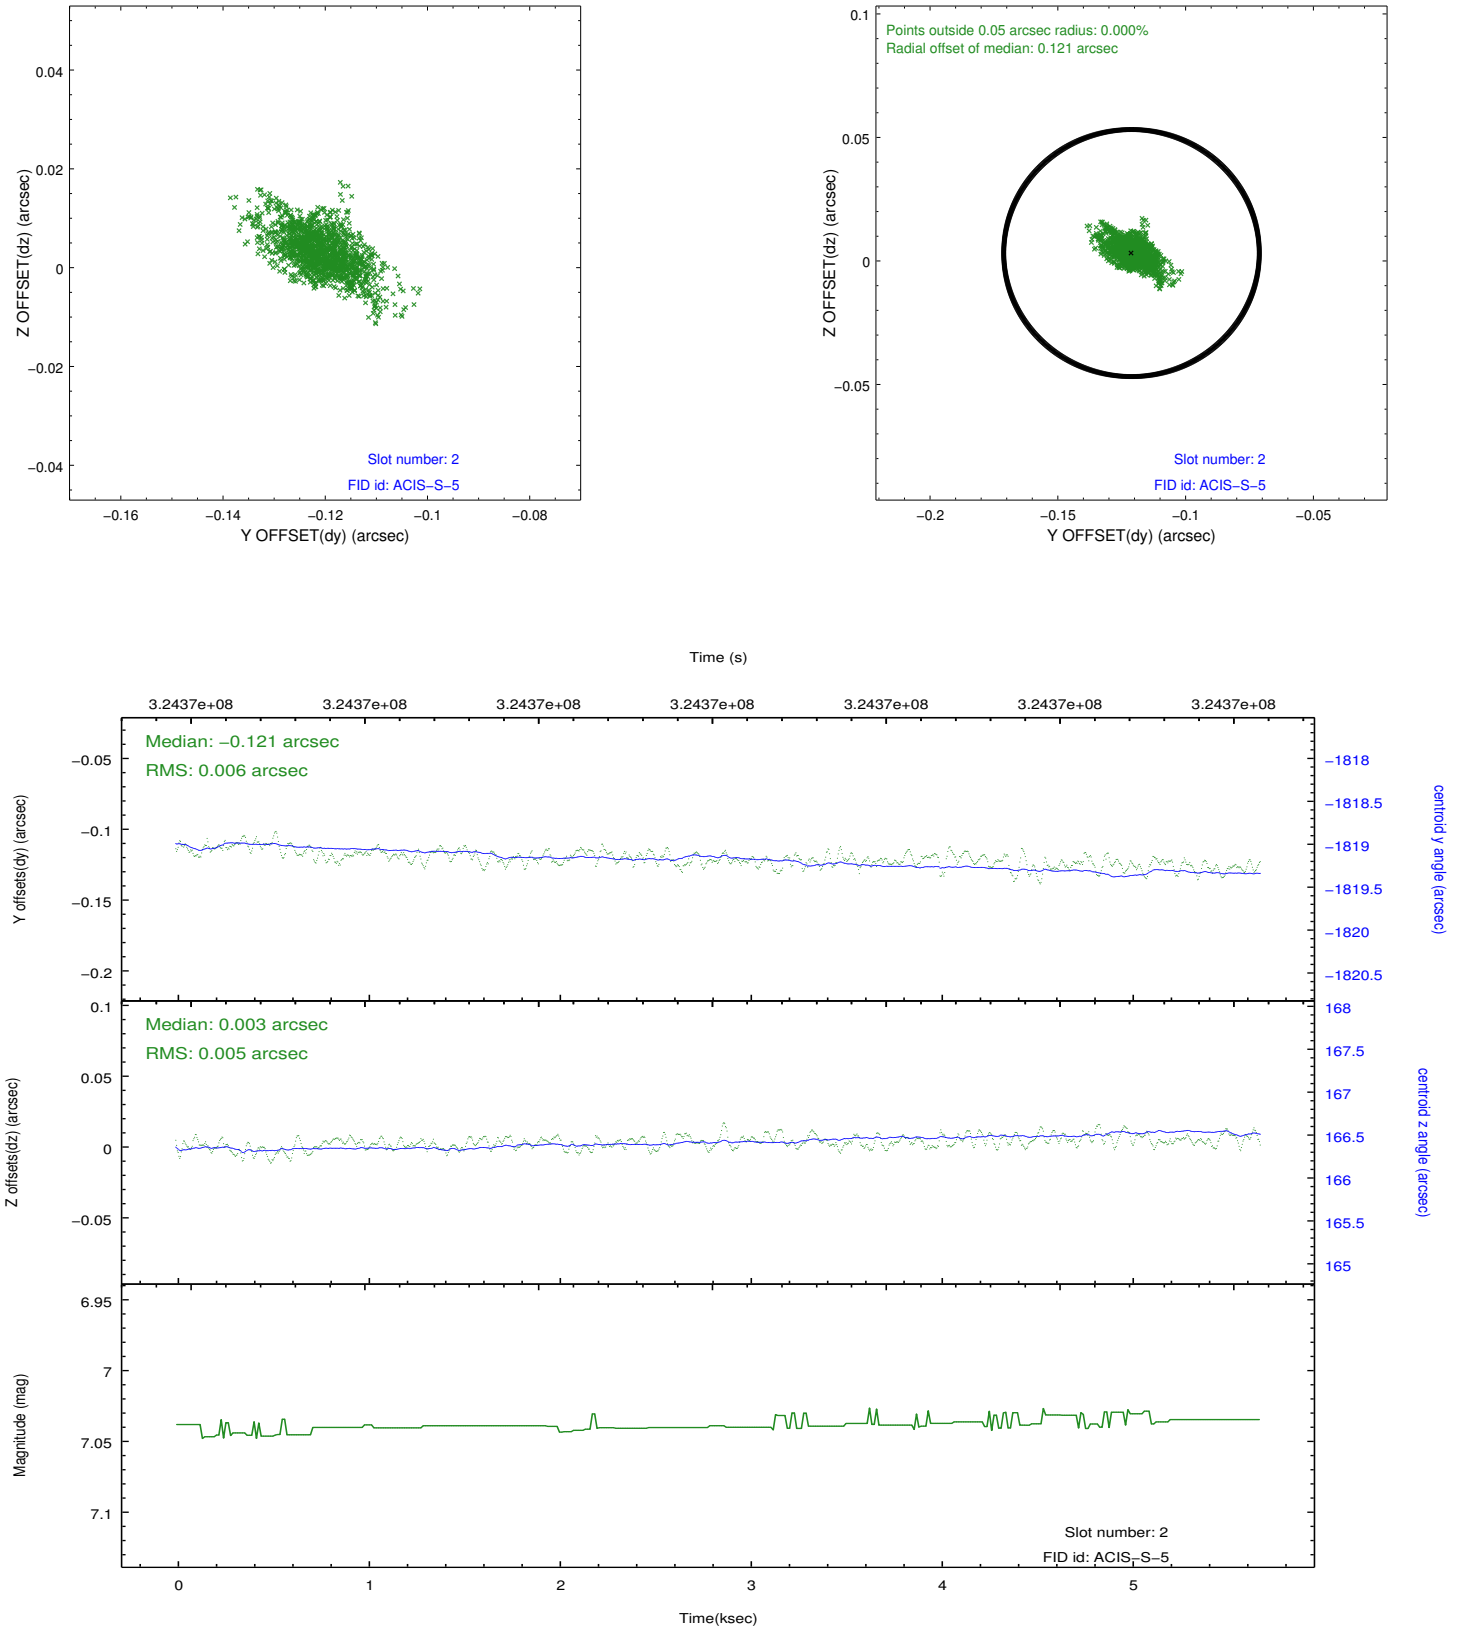 0.04
0.02
0
−0.02
−0.04
Z OFFSET(dz) (arcsec)
Slot number: 2
FID id: ACIS−S−5
−0.16 −0.14 −0.12 −0.1 −0.08
Y OFFSET(dy) (arcsec)
Points outside 0.05 arcsec radius: 0.000%
Radial offset of median: 0.121 arcsec
0.1
0.05
0
−0.05
Z OFFSET(dz) (arcsec)
Slot number: 2
FID id: ACIS−S−5
−0.2 −0.15 −0.1 −0.05
Y OFFSET(dy) (arcsec)
Time (s)
3.2437e+08 3.2437e+08 3.2437e+08 3.2437e+08 3.2437e+08 3.2437e+08 3.2437e+08
Median: −0.121 arcsec
RMS: 0.006 arcsec
−0.05
−0.1
−0.15
−0.2
Y offsets(dy) (arcsec)
−1818
−1818.5
−1819
−1819.5
−1820
−1820.5
centroid y angle (arcsec)
Median: 0.003 arcsec
RMS: 0.005 arcsec
0.1
0.05
0
−0.05
Z offsets(dz) (arcsec)
168
167.5
167
166.5
166
165.5
165
centroid z angle (arcsec)
6.95
7
7.05
7.1
Magnitude (mag)
Slot number: 2
FID id: ACIS−S−5
0 1 2 3 4 5
Time(ksec)